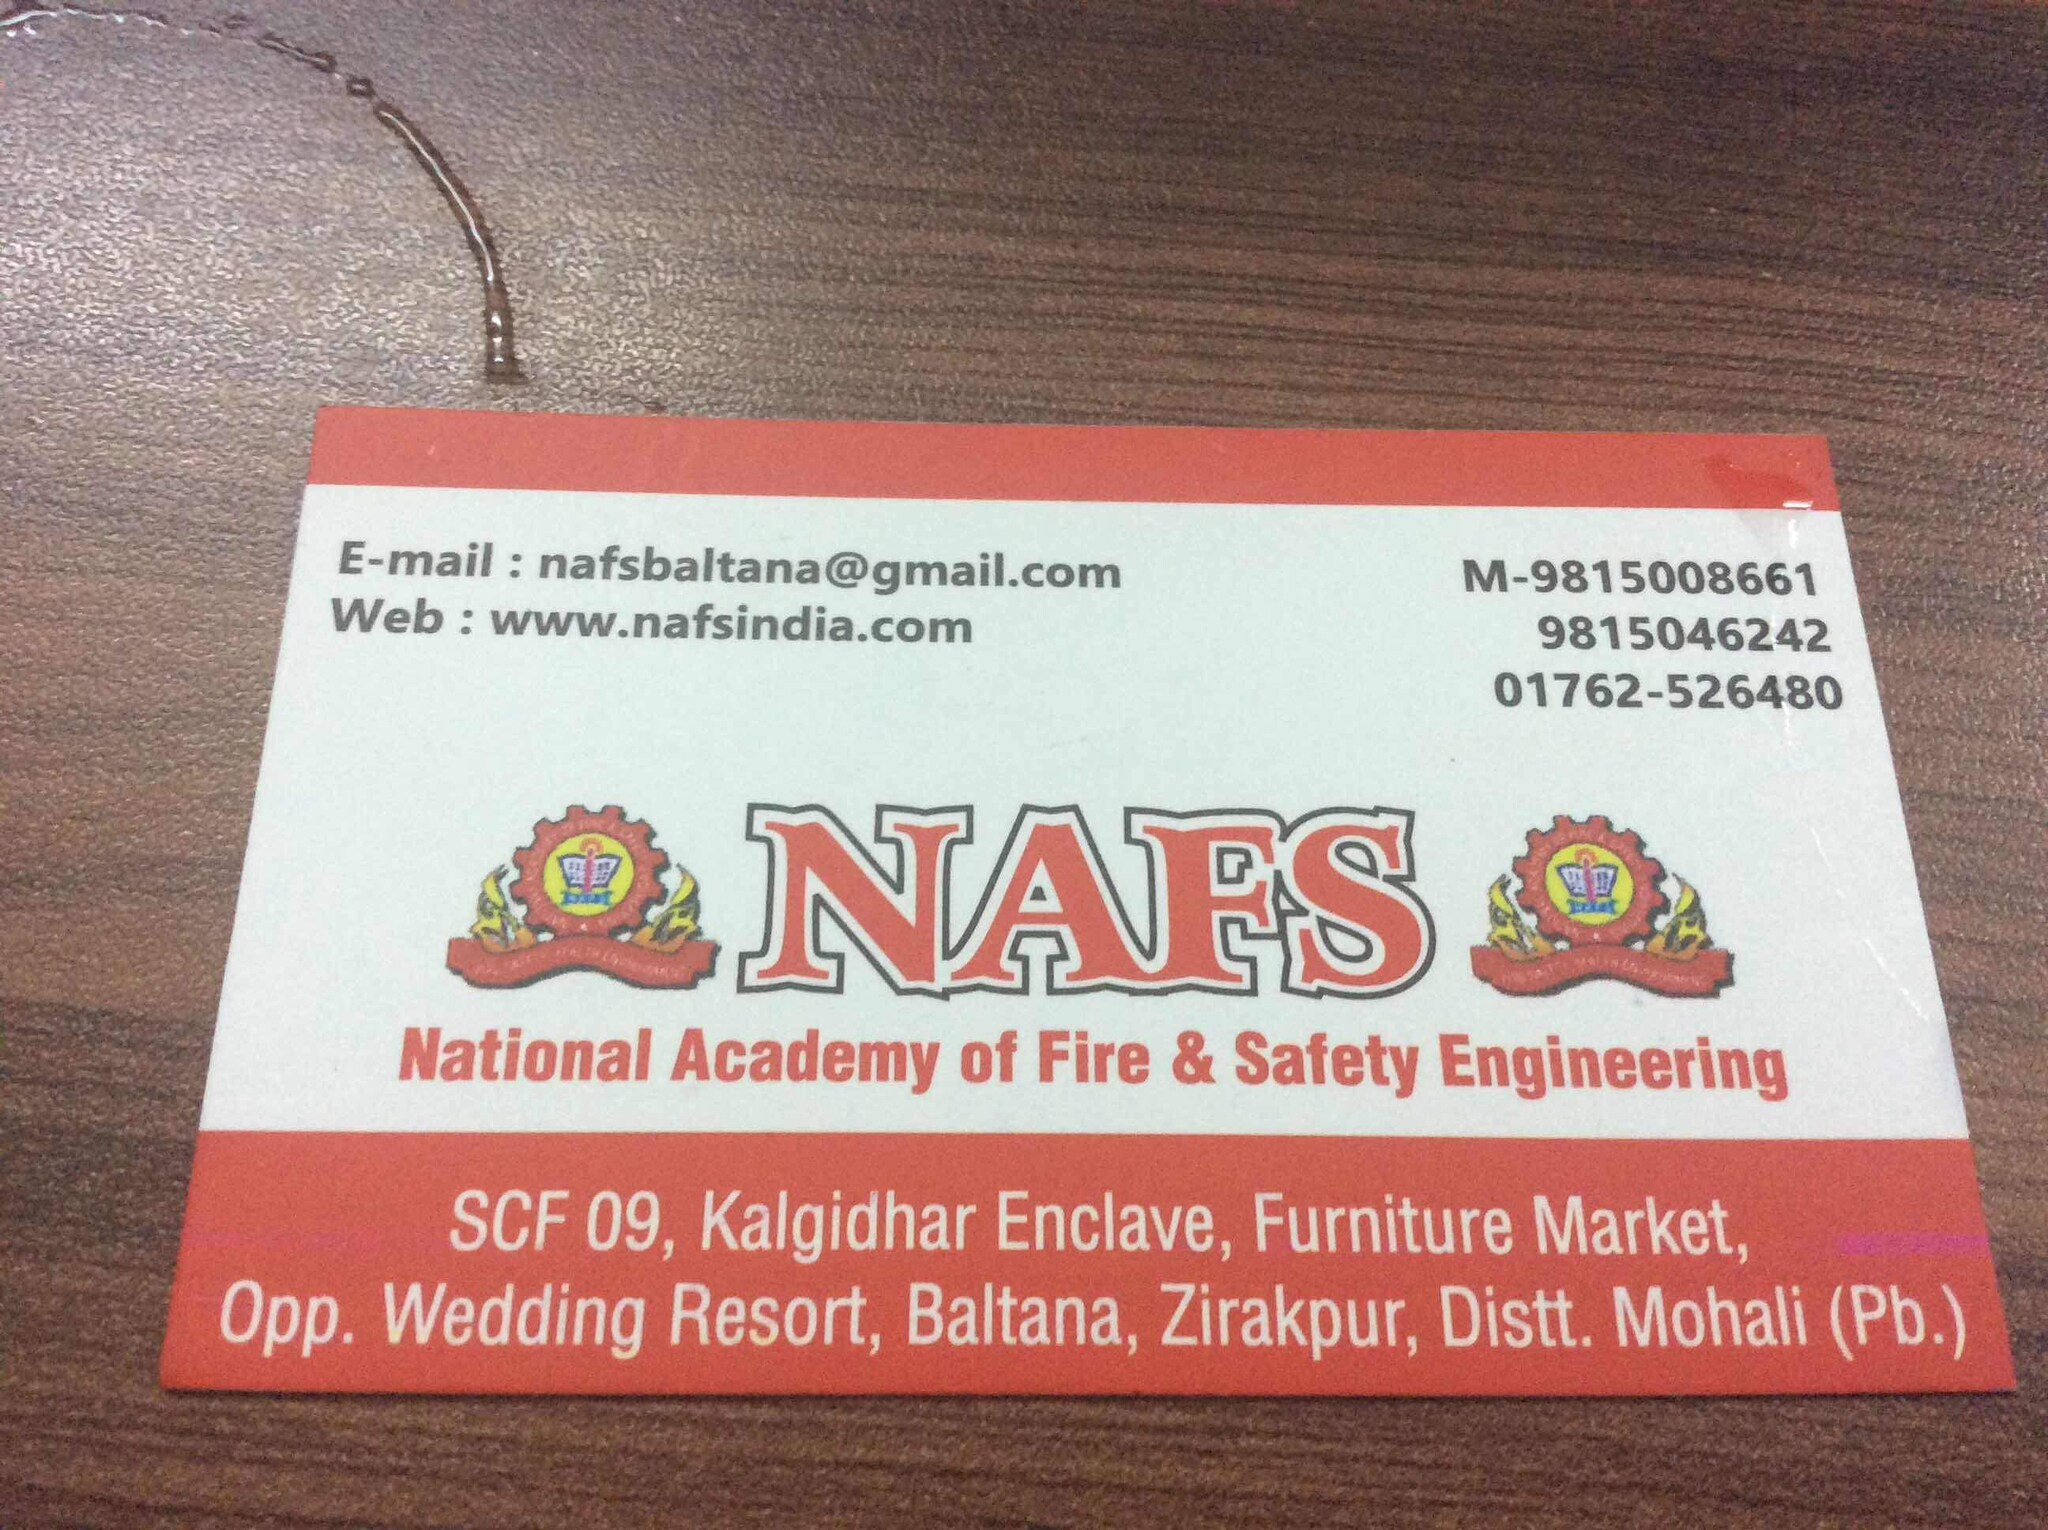 E-mail : nafsbaltana@gmail.com
Web : www.nafsindia.com
M-9815008661
9815046242
01762-526480
NAFS
National Academy of Fire & Safety Engineering
SCF 09, Kalgidhar Enclave, Furniture Market,
Opp. Wedding Resort, Baltana, Zirakpur, Distt. Mohali (Pb.)